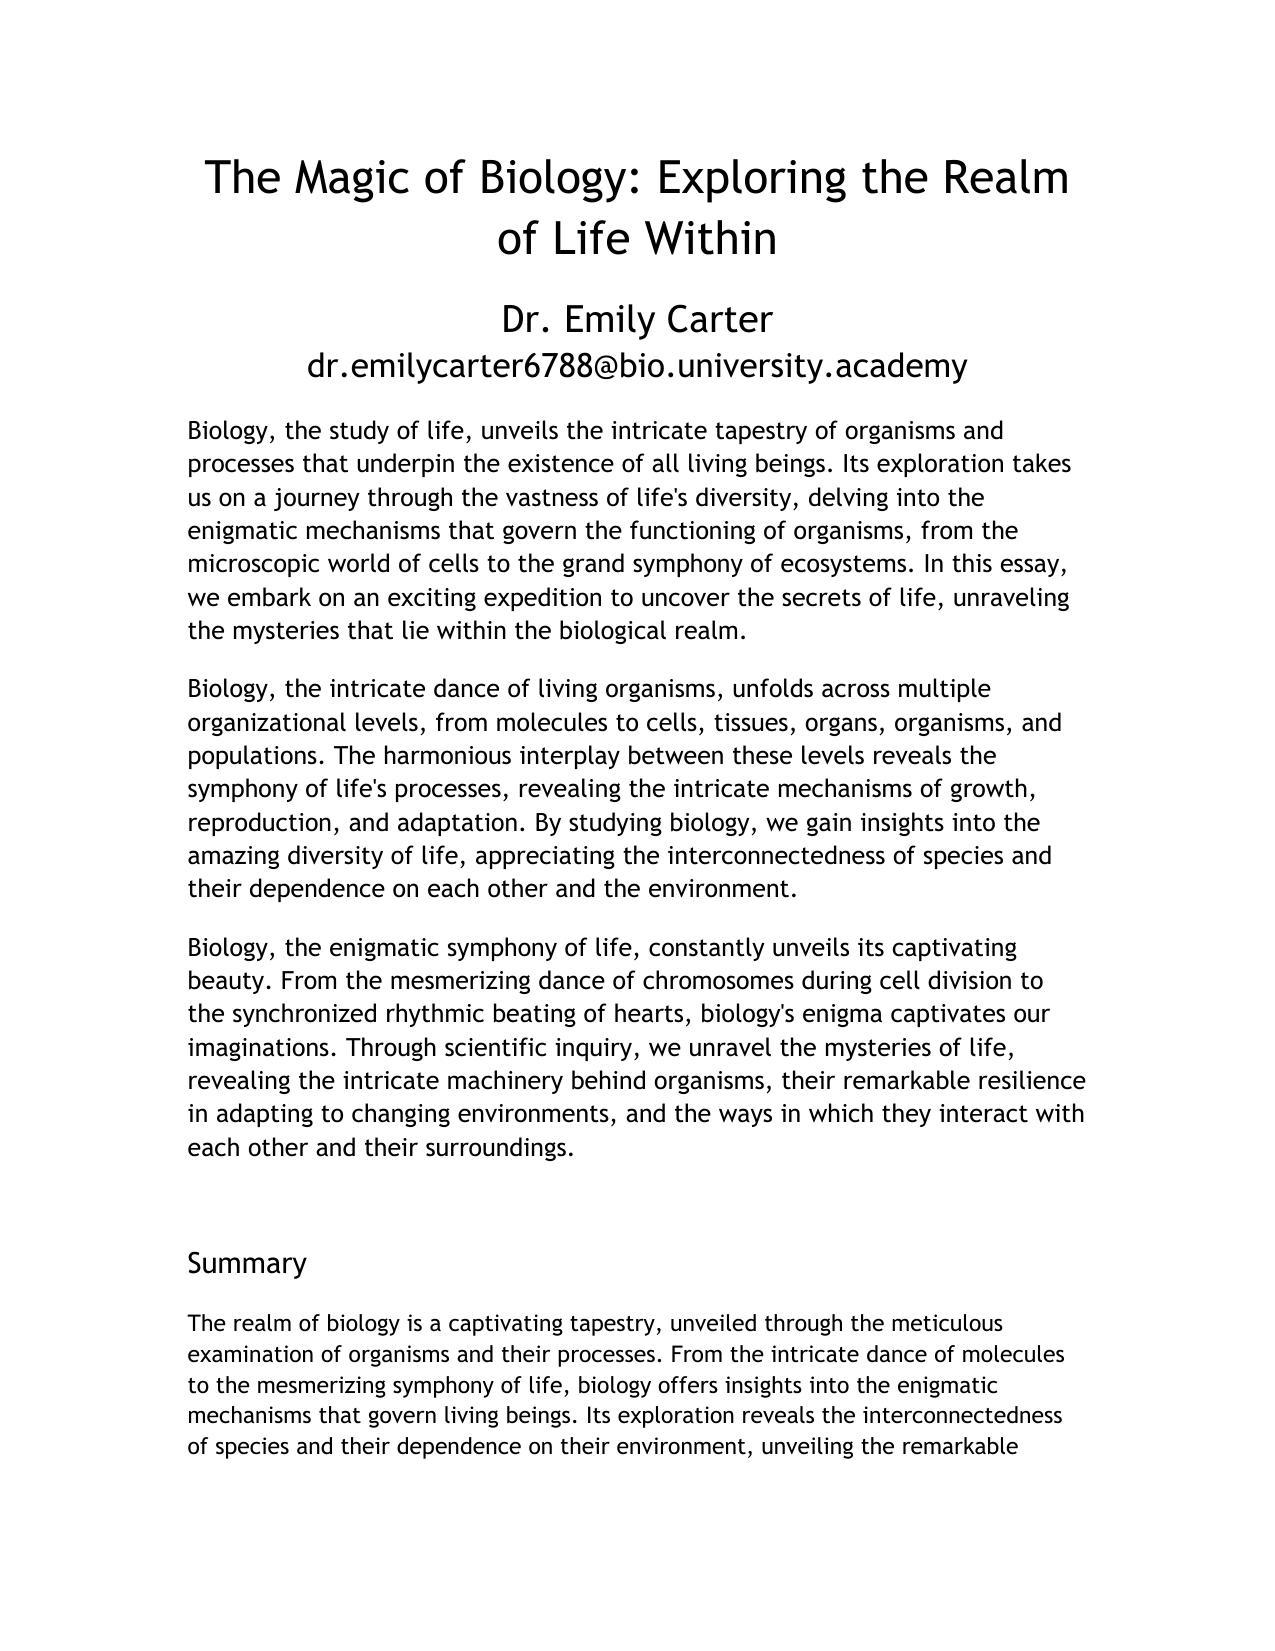 The Magic of Biology: Exploring the Realm
of Life Within
Dr. Emily Carter
dr.emilycarter6788@bio.university.academy
Biology, the study of life, unveils the intricate tapestry of organisms and
processes that underpin the existence of all living beings. Its exploration takes
us on a journey through the vastness of life's diversity, delving into the
enigmatic mechanisms that govern the functioning of organisms, from the
microscopic world of cells to the grand symphony of ecosystems. In this essay,
we embark on an exciting expedition to uncover the secrets of life, unraveling
the mysteries that lie within the biological realm.
Biology, the intricate dance of living organisms, unfolds across multiple
organizational levels, from molecules to cells, tissues, organs, organisms, and
populations. The harmonious interplay between these levels reveals the
symphony of life's processes, revealing the intricate mechanisms of growth,
reproduction, and adaptation. By studying biology, we gain insights into the
amazing diversity of life, appreciating the interconnectedness of species and
their dependence on each other and the environment.
Biology, the enigmatic symphony of life, constantly unveils its captivating
beauty. From the mesmerizing dance of chromosomes during cell division to
the synchronized rhythmic beating of hearts, biology's enigma captivates our
imaginations. Through scientific inquiry, we unravel the mysteries of life,
revealing the intricate machinery behind organisms, their remarkable resilience
in adapting to changing environments, and the ways in which they interact with
each other and their surroundings.
Summary
The realm of biology is a captivating tapestry, unveiled through the meticulous
examination of organisms and their processes. From the intricate dance of molecules
to the mesmerizing symphony of life, biology offers insights into the enigmatic
mechanisms that govern living beings. Its exploration reveals the interconnectedness
of species and their dependence on their environment, unveiling the remarkable